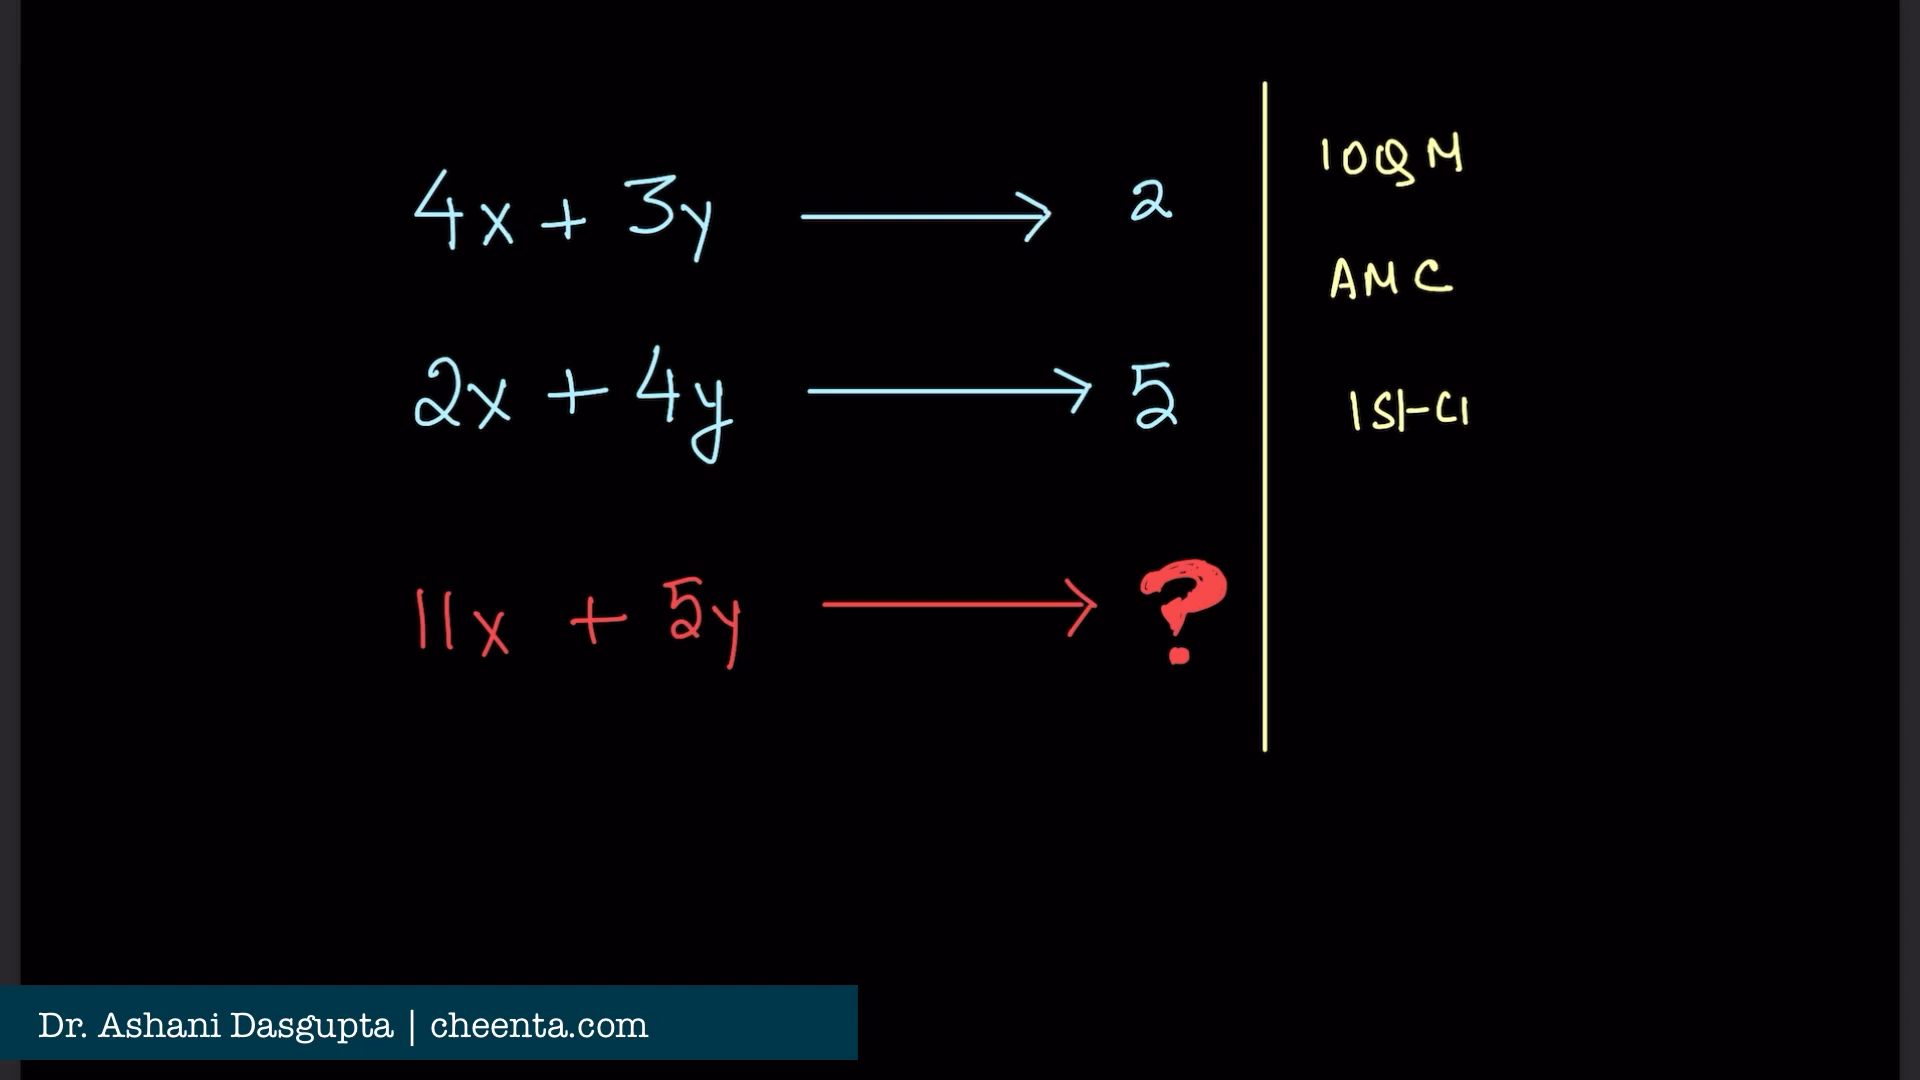 4x + 3y → 2
2x + 4y → 5
11x + 5y → ?
IOQM
AMC
ISI-CI
Dr. Ashani Dasgupta | cheenta.com